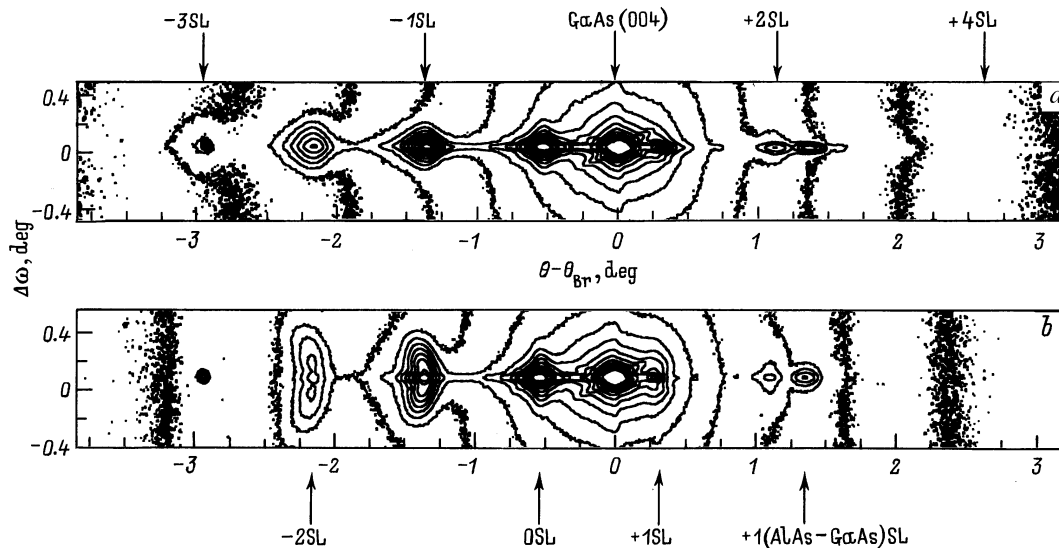 -3SL -1SL GaAs(004) +2SL +4SL
a
0.4
0
-0.4
-3 -2 -1 0 1 2 3
θ-θBr, deg
Δω, deg
b
0.4
0
-0.4
-3 -2 -1 0 1 2 3
-2SL 0SL +1SL +1(AlAs-GaAs)SL